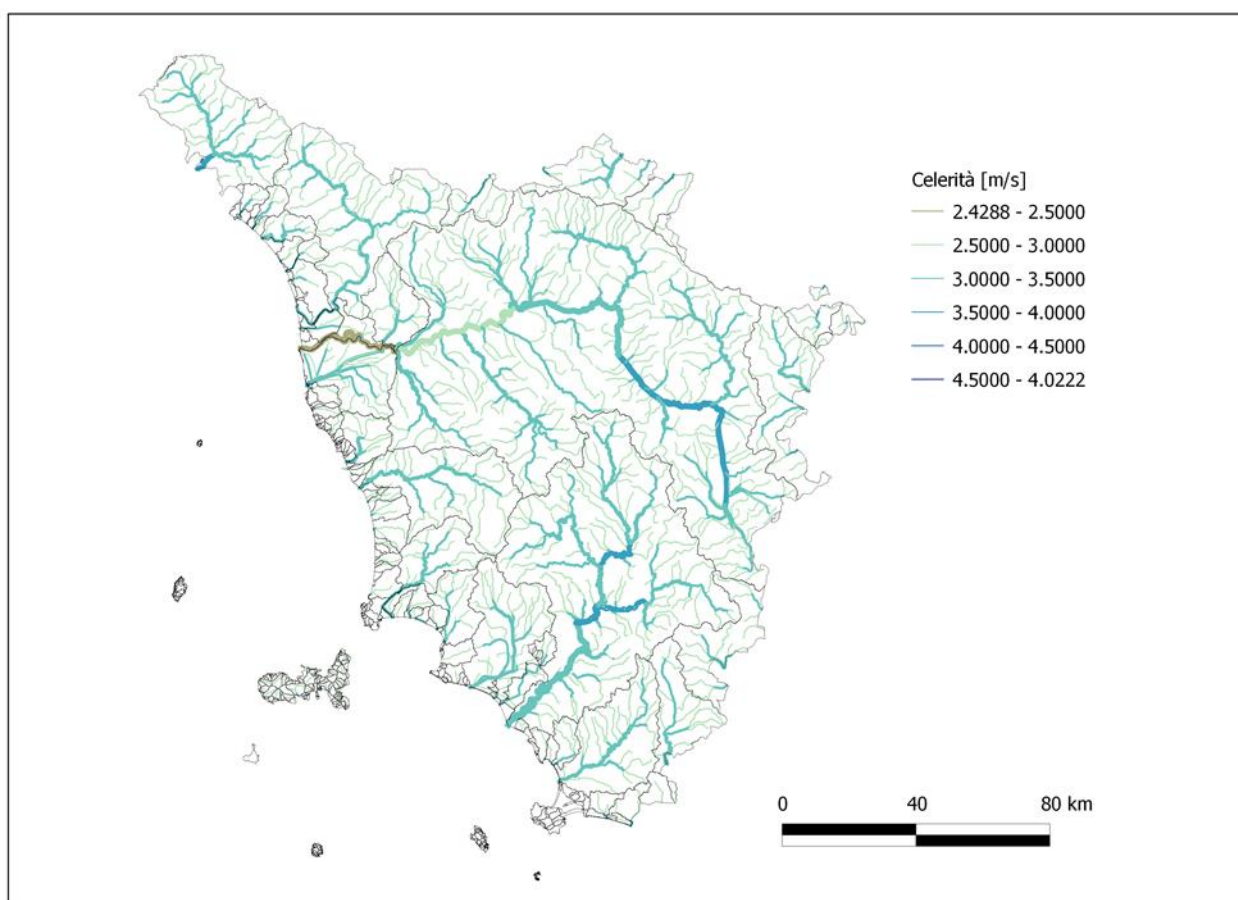 Celerità [m/s]
2.4288 - 2.5000
2.5000 - 3.0000
3.0000 - 3.5000
3.5000 - 4.0000
4.0000 - 4.5000
4.5000 - 4.0222
0 40 80 km